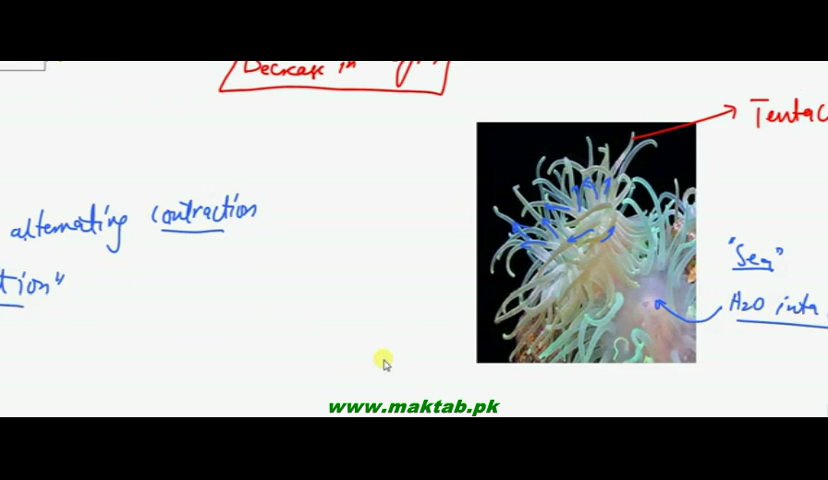 Decrease in
Tentac
alternating contraction
tion"
"Sea"
H2O inta
www.maktab.pk